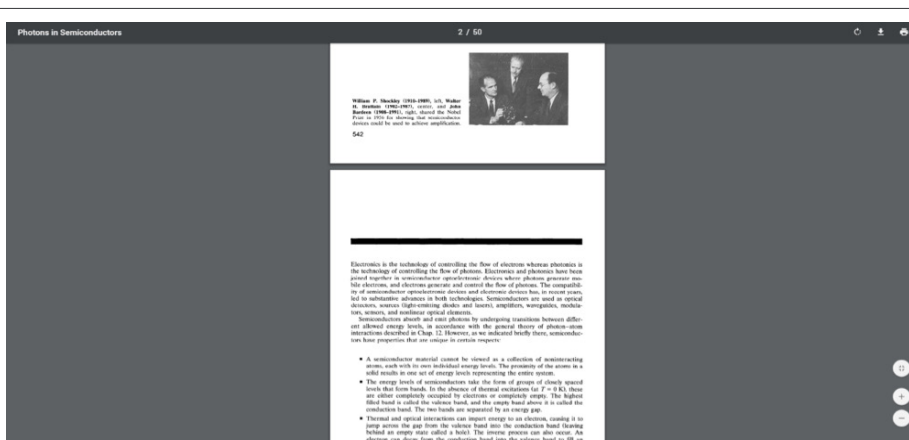 Photons in Semiconductors
2 / 50
William P. Shockley (1910-1989), left, Walter
H. Brattain (1902-1987), center, and John
Bardeen (1908-1991), right, shared the Nobel
Prize in 1956 for showing that semiconductor
devices could be used to achieve amplification.
542
Electronics is the technology of controlling the flow of electrons whereas photonics is
the technology of controlling the flow of photons. Electronics and photonics have been
joined together in semiconductor optoelectronic devices where photons generate mo-
bile electrons, and electrons generate and control the flow of photons. The compatibil-
ity of semiconductor optoelectronic devices and electronic devices has, in recent years,
led to substantive advances in both technologies. Semiconductors are used as optical
detectors, sources (light-emitting diodes and lasers), amplifiers, waveguides, modula-
tors, sensors, and nonlinear optical elements.
Semiconductors absorb and emit photons by undergoing transitions between differ-
ent allowed energy levels, in accordance with the general theory of photon–atom
interactions described in Chap. 12. However, as we indicated briefly there, semiconduc-
tors have properties that are unique in certain respects:
■ A semiconductor material cannot be viewed as a collection of noninteracting
atoms, each with its own individual energy levels. The proximity of the atoms in a
solid results in one set of energy levels representing the entire system.
■ The energy levels of semiconductors take the form of groups of closely spaced
levels that form bands. In the absence of thermal excitations (at T = 0 K), these
are either completely occupied by electrons or completely empty. The highest
filled band is called the valence band, and the empty band above it is called the
conduction band. The two bands are separated by an energy gap.
■ Thermal and optical interactions can impart energy to an electron, causing it to
jump across the gap from the valence band into the conduction band (leaving
behind an empty state called a hole). The inverse process can also occur. An
electron can decay from the conduction band into the valence band to fill an